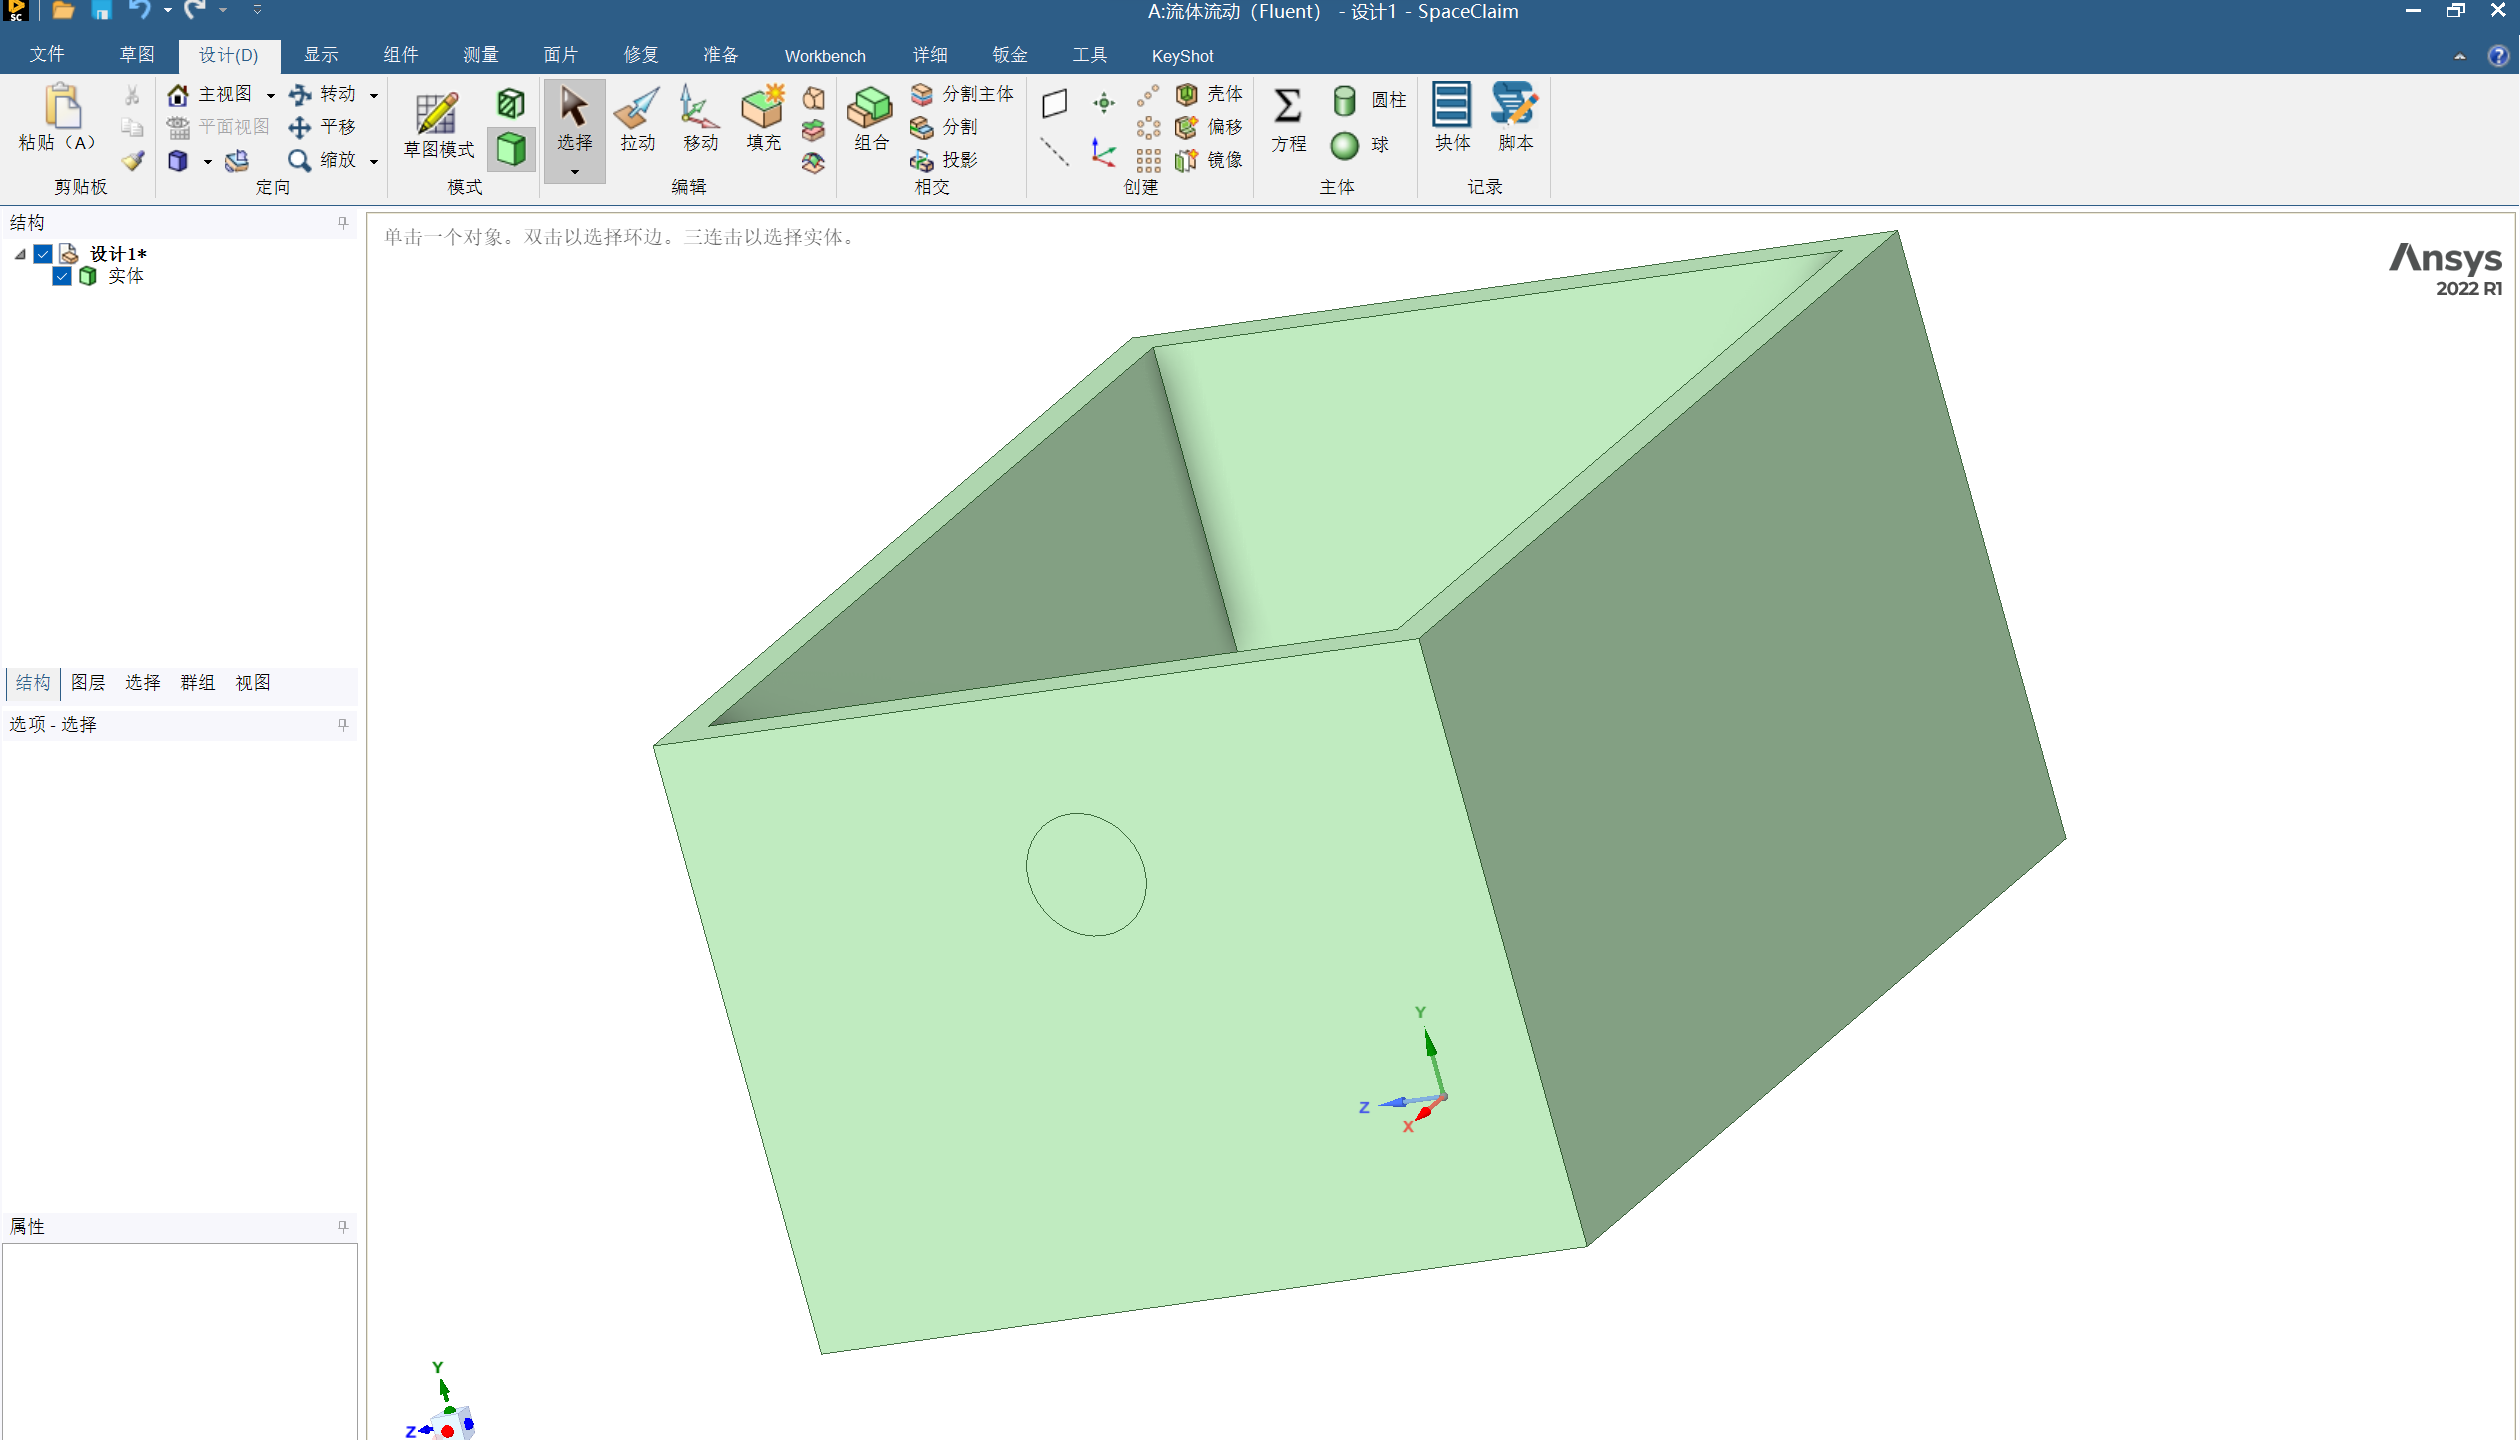 SC
A:流体流动（Fluent） - 设计1 - SpaceClaim
文件 草图 设计(D) 显示 组件 测量 面片 修复 准备 Workbench 详细 钣金 工具 KeyShot
主视图 转动 分割主体 壳体 圆柱
平面视图 平移 分割 偏移
粘贴（A） 草图模式 选择 拉动 移动 填充 组合 方程 球 块体 脚本
缩放 投影 镜像
剪贴板 定向 模式 编辑 相交 创建 主体 记录
结构
单击一个对象。双击以选择环边。三连击以选择实体。
设计1*
实体
Ansys
2022 R1
结构 图层 选择 群组 视图
选项 - 选择
Y
Z
X
属性
Y
Z